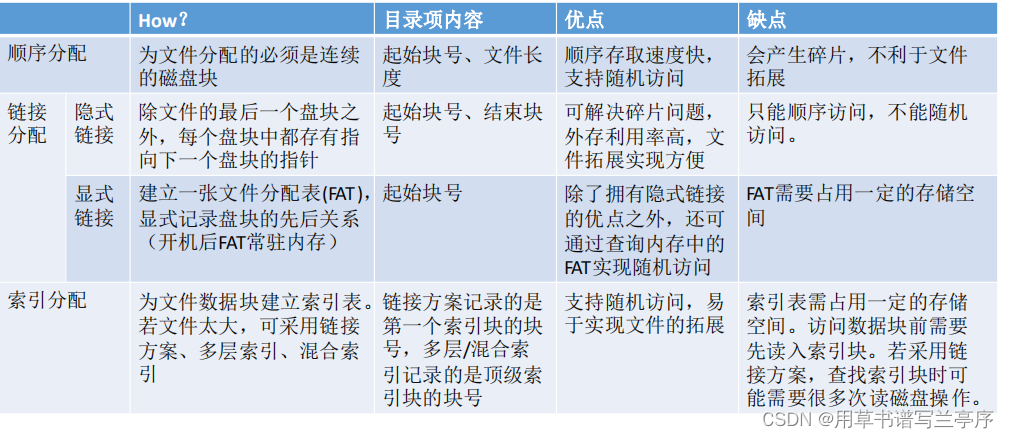 How?
目录项内容
优点
缺点
顺序分配
为文件分配的必须是连续
的磁盘块
起始块号、文件长
度
顺序存取速度快，
支持随机访问
会产生碎片，不利于文件
拓展
链接
分配
隐式
链接
除文件的最后一个盘块之
外，每个盘块中都存有指
向下一个盘块的指针
起始块号、结束块
号
可解决碎片问题，
外存利用率高，文
件拓展实现方便
只能顺序访问，不能随机
访问。
显式
链接
建立一张文件分配表(FAT)，
显式记录盘块的先后关系
（开机后FAT常驻内存）
起始块号
除了拥有隐式链接
的优点之外，还可
通过查询内存中的
FAT实现随机访问
FAT需要占用一定的存储空
间
索引分配
为文件数据块建立索引表。
若文件太大，可采用链接
方案、多层索引、混合索
引
链接方案记录的是
第一个索引块的块
号，多层/混合索
引记录的是顶级索
引块的块号
支持随机访问，易
于实现文件的拓展
索引表需占用一定的存储
空间。访问数据块前需要
先读入索引块。若采用链
接方案，查找索引块时可
能需要很多次读磁盘操作。
CSDN @用草书谱写兰亭序